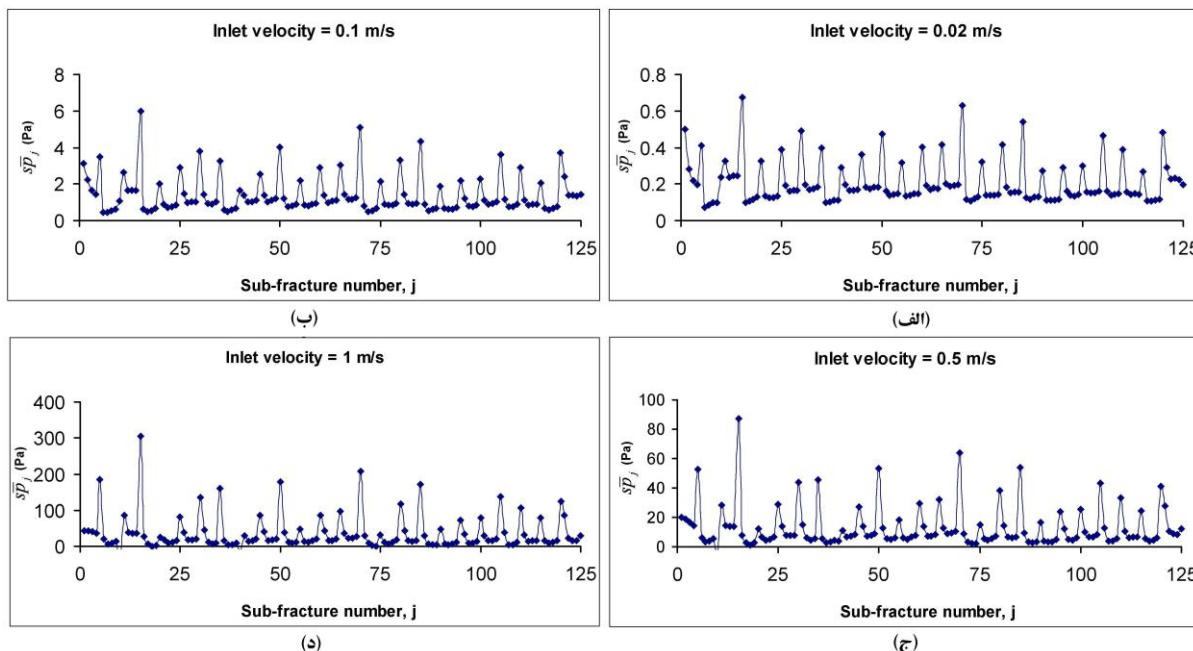 Inlet velocity = 0.1 m/s
s̄p̄ j (Pa)
8
6
4
2
0
0 25 50 75 100 125
Sub-fracture number, j
(ب)
Inlet velocity = 0.02 m/s
s̄p̄ j (Pa)
0.8
0.6
0.4
0.2
0
0 25 50 75 100 125
Sub-fracture number, j
(الف)
Inlet velocity = 1 m/s
s̄p̄ j (Pa)
400
300
200
100
0
0 25 50 75 100 125
Sub-fracture number, j
(د)
Inlet velocity = 0.5 m/s
s̄p̄ j (Pa)
100
80
60
40
20
0
0 25 50 75 100 125
Sub-fracture number, j
(ج)